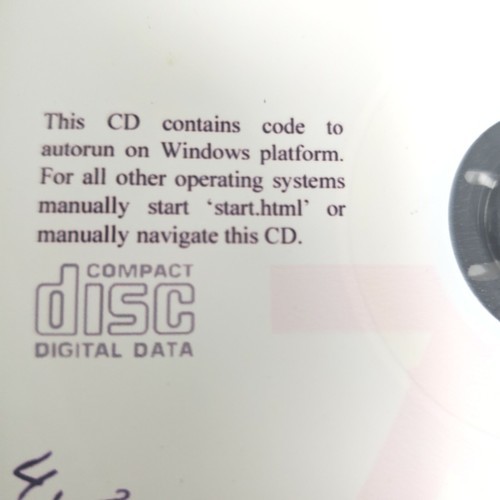 This CD contains code to
autorun on Windows platform.
For all other operating systems
manually start ‘start.html’ or
manually navigate this CD.
COMPACT
disc
DIGITAL DATA
4